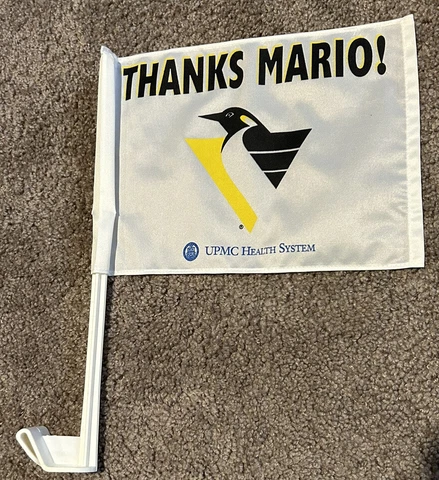 THANKS MARIO!
®
UPMC HEALTH SYSTEM